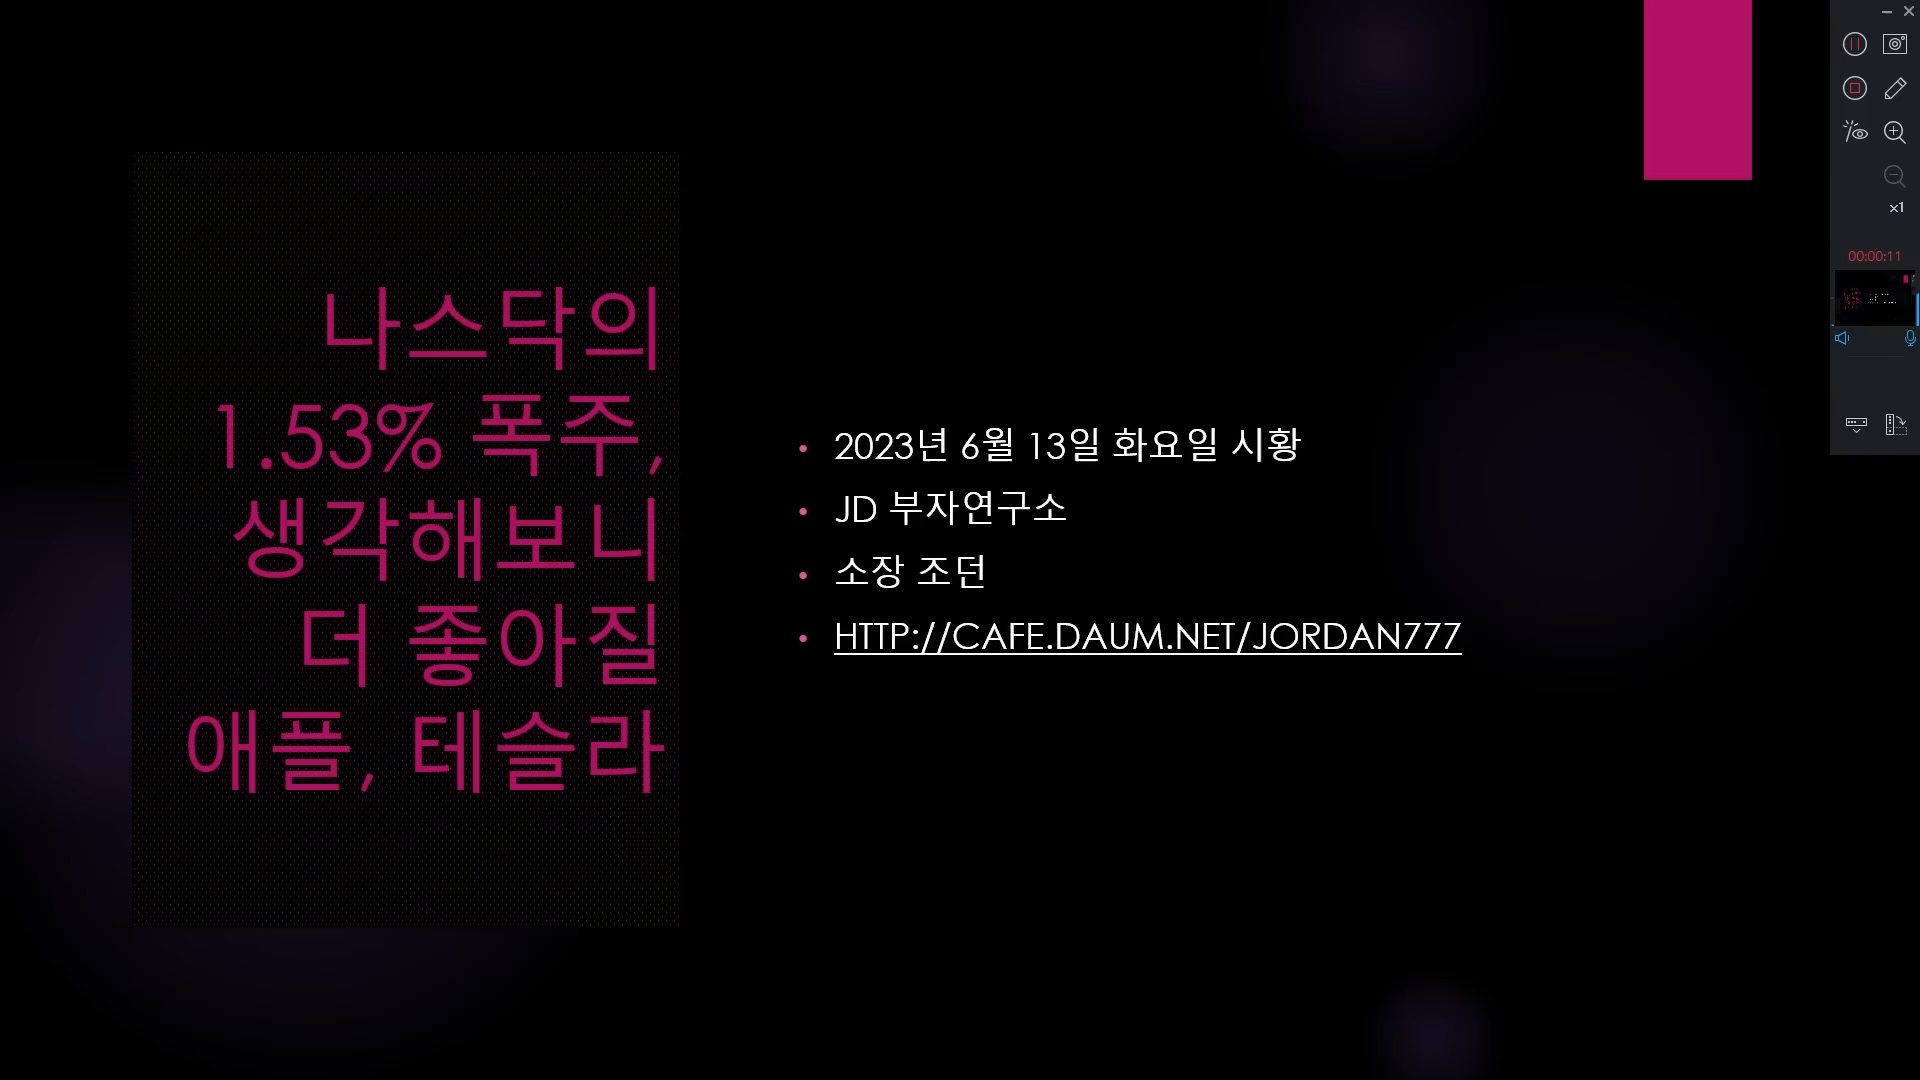 나스닥의
1.53% 폭주,
생각해보니
더 좋아질
애플, 테슬라
• 2023년 6월 13일 화요일 시황
• JD 부자연구소
• 소장 조던
• HTTP://CAFE.DAUM.NET/JORDAN777
x1
00:00:11